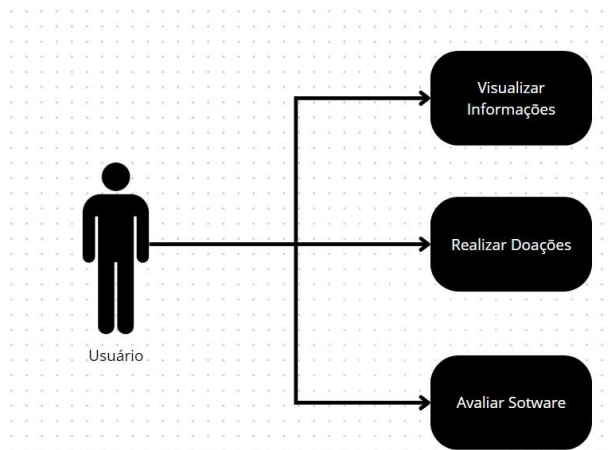 Visualizar
Informações
Realizar Doações
Usuário
Avaliar Sotware